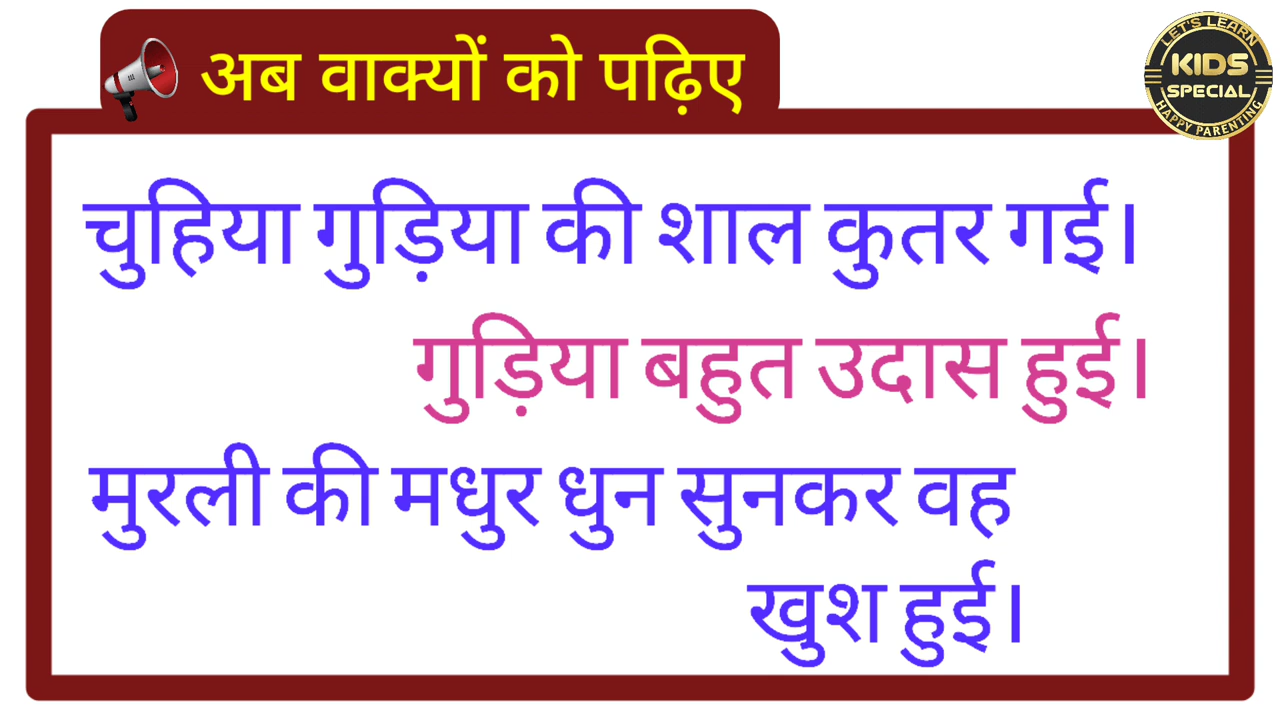 अब वाक्यों को पढ़िए
LET'S LEARN
KIDS
SPECIAL
HAPPY PARENTING
चुहिया गुड़िया की शाल कुतर गई।
गुड़िया बहुत उदास हुई।
मुरली की मधुर धुन सुनकर वह
खुश हुई।